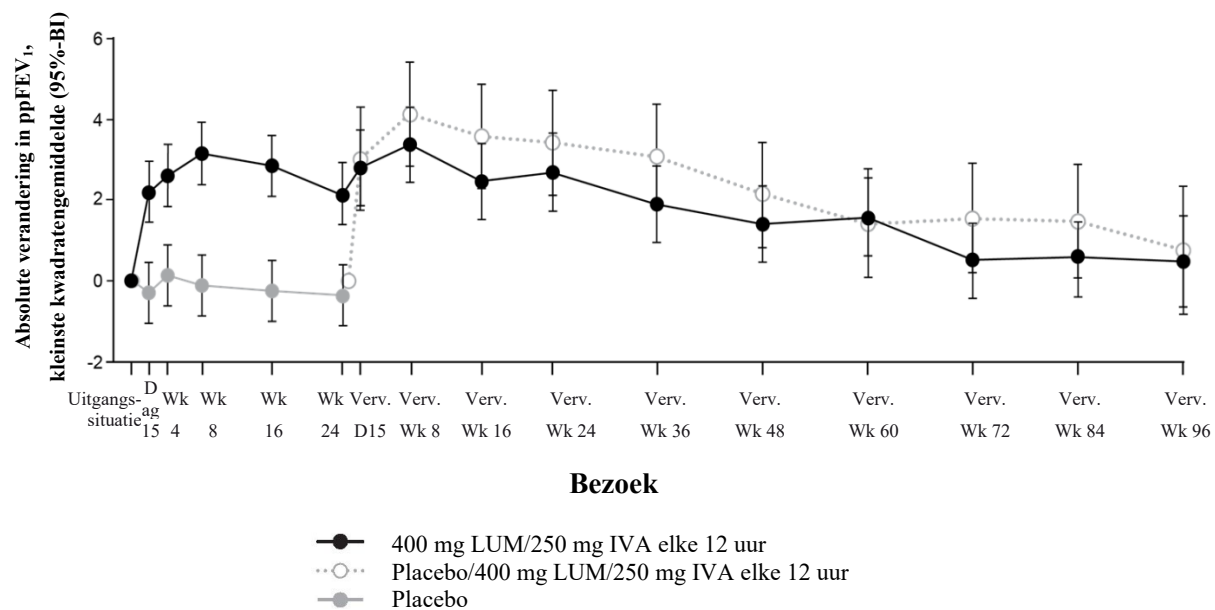 Absolute verandering in ppFEV₁,
kleinste kwadratengemiddelde (95%-BI)
6
4
2
0
-2
Uitgangs-
situatie
D
ag
15
Wk
4
Wk
8
Wk
16
Wk
24
Verv.
D15
Verv.
Wk 8
Verv.
Wk 16
Verv.
Wk 24
Verv.
Wk 36
Verv.
Wk 48
Verv.
Wk 60
Verv.
Wk 72
Verv.
Wk 84
Verv.
Wk 96
Bezoek
400 mg LUM/250 mg IVA elke 12 uur
Placebo/400 mg LUM/250 mg IVA elke 12 uur
Placebo